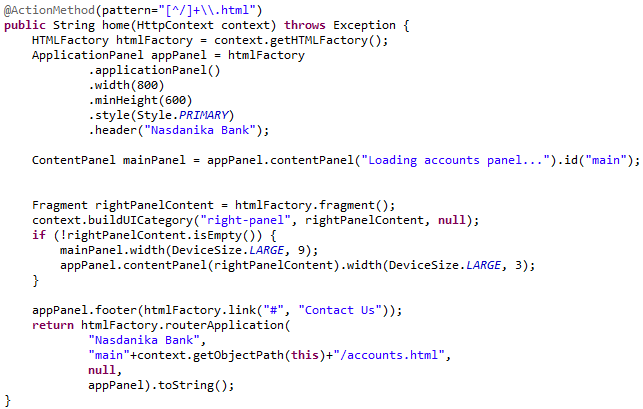 @ActionMethod(pattern="[^/]+\\.html")
public String home(HttpContext context) throws Exception {
    HTMLFactory htmlFactory = context.getHTMLFactory();
    ApplicationPanel appPanel = htmlFactory
            .applicationPanel()
            .width(800)
            .minHeight(600)
            .style(Style.PRIMARY)
            .header("Nasdanika Bank");
    ContentPanel mainPanel = appPanel.contentPanel("Loading accounts panel...").id("main");
    Fragment rightPanelContent = htmlFactory.fragment();
    context.buildUICategory("right-panel", rightPanelContent, null);
    if (!rightPanelContent.isEmpty()) {
        mainPanel.width(DeviceSize.LARGE, 9);
        appPanel.contentPanel(rightPanelContent).width(DeviceSize.LARGE, 3);
    }
    appPanel.footer(htmlFactory.link("#", "Contact Us"));
    return htmlFactory.routerApplication(
            "Nasdanika Bank",
            "main"+context.getObjectPath(this)+"/accounts.html",
            null,
            appPanel).toString();
}